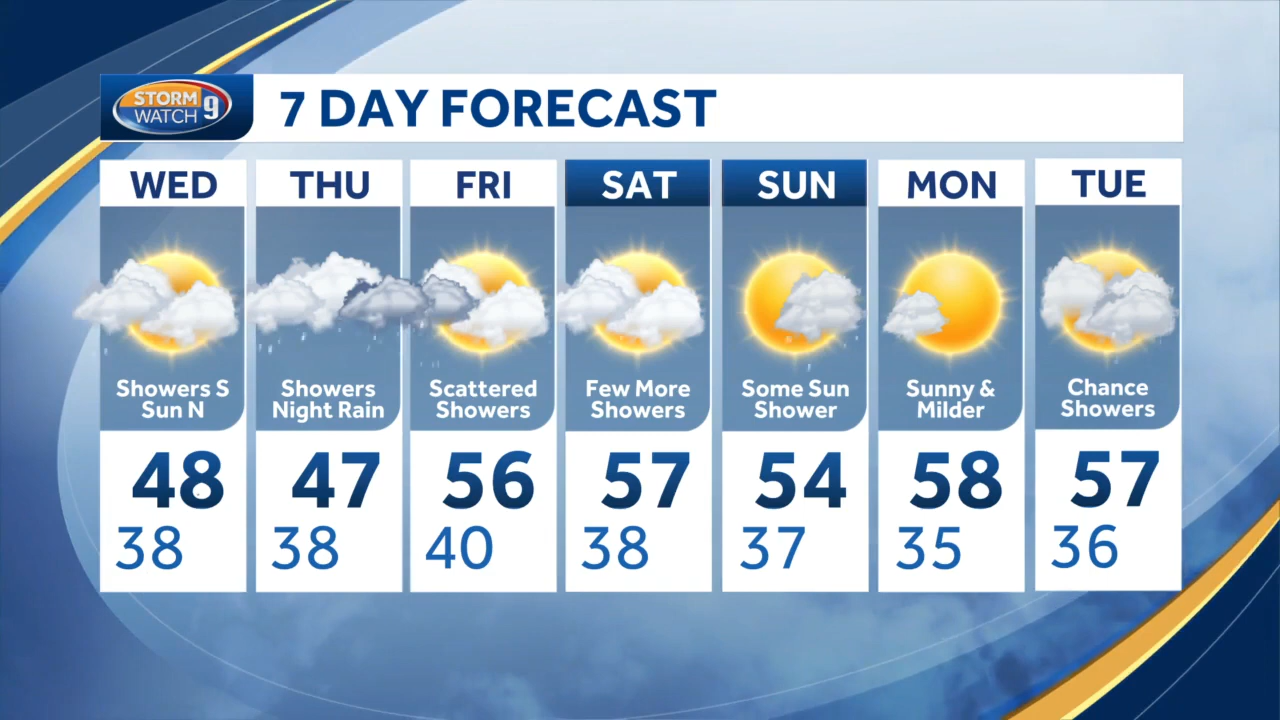 STORM
WATCH 9
7 DAY FORECAST
WED
THU
FRI
SAT
SUN
MON
TUE
Showers S
Sun N
Showers
Night Rain
Scattered
Showers
Few More
Showers
Some Sun
Shower
Sunny &
Milder
Chance
Showers
48
47
56
57
54
58
57
38
38
40
38
37
35
36